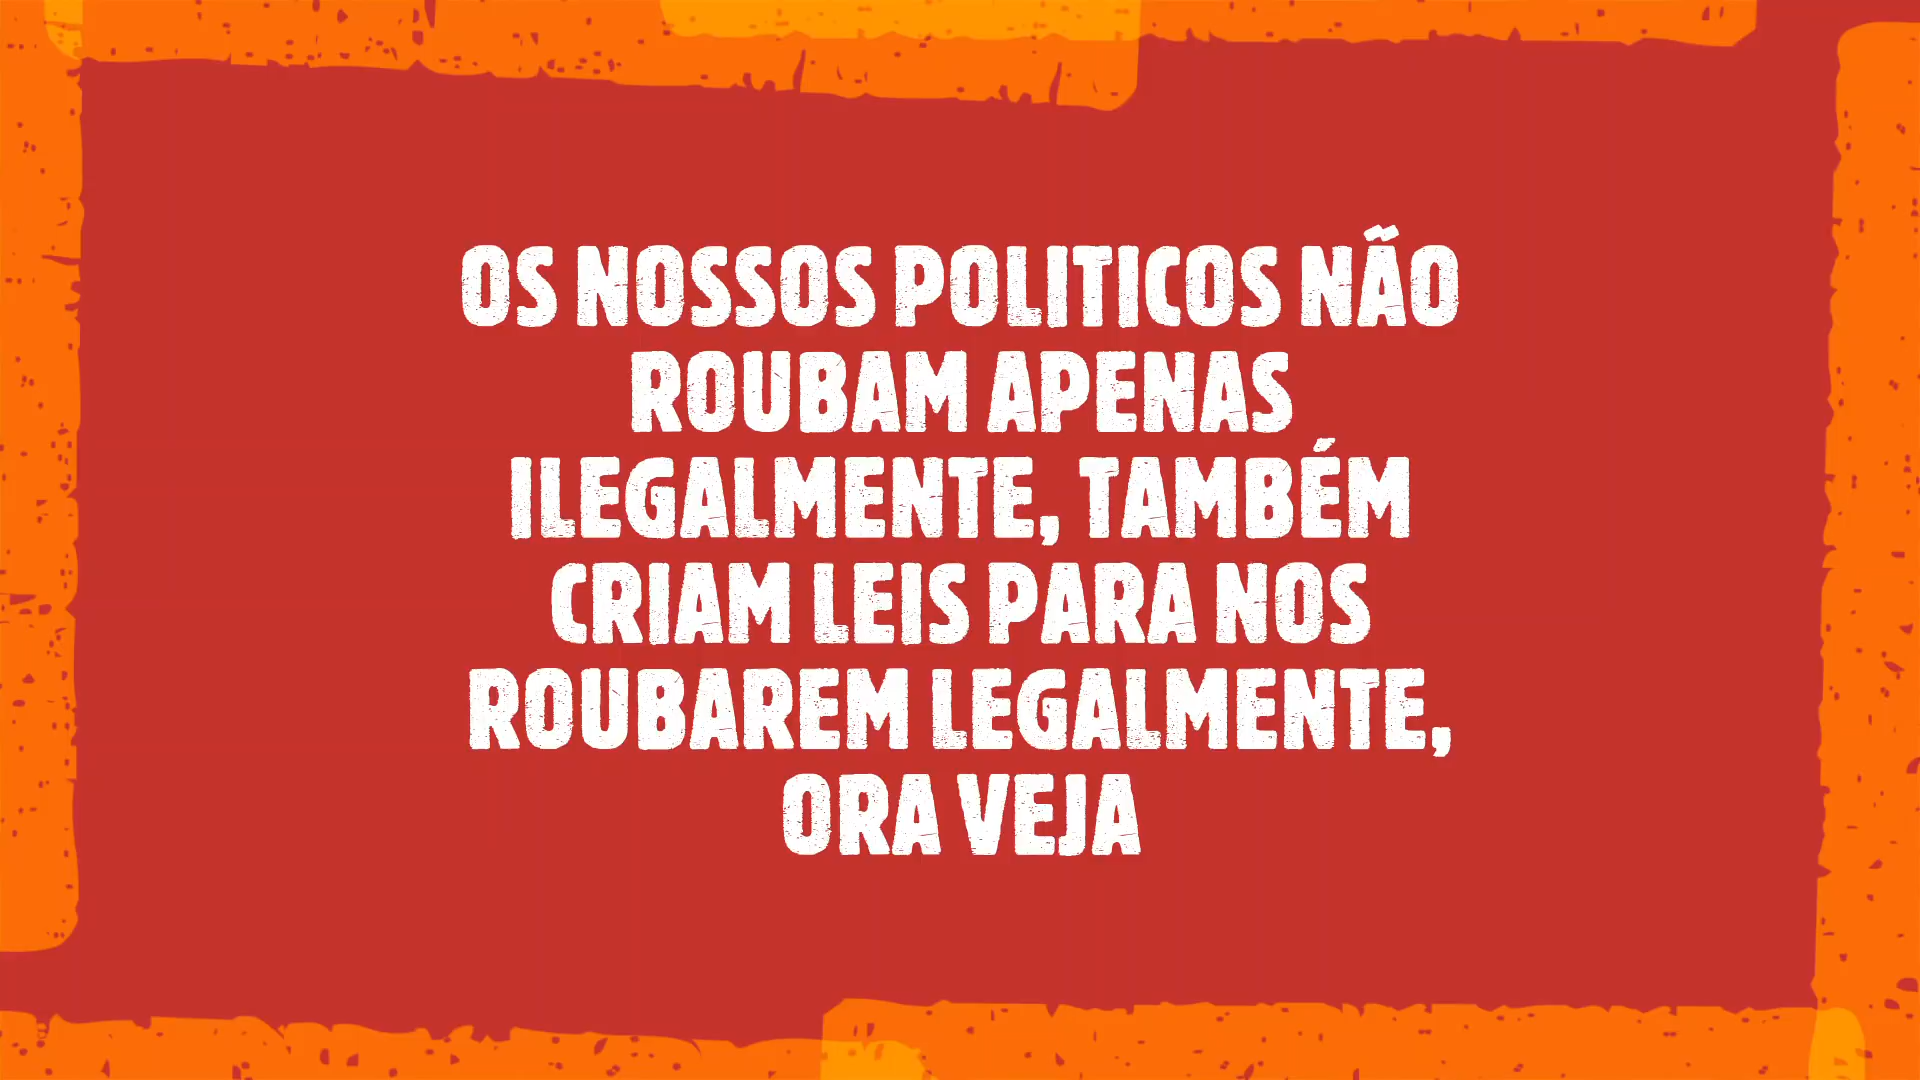 OS NOSSOS POLITICOS NÃO
ROUBAM APENAS
ILEGALMENTE, TAMBÉM
CRIAM LEIS PARA NOS
ROUBAREM LEGALMENTE,
ORA VEJA